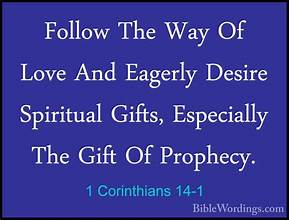 Follow The Way Of
Love And Eagerly Desire
Spiritual Gifts, Especially
The Gift Of Prophecy.
1 Corinthians 14-1
BibleWordings.com